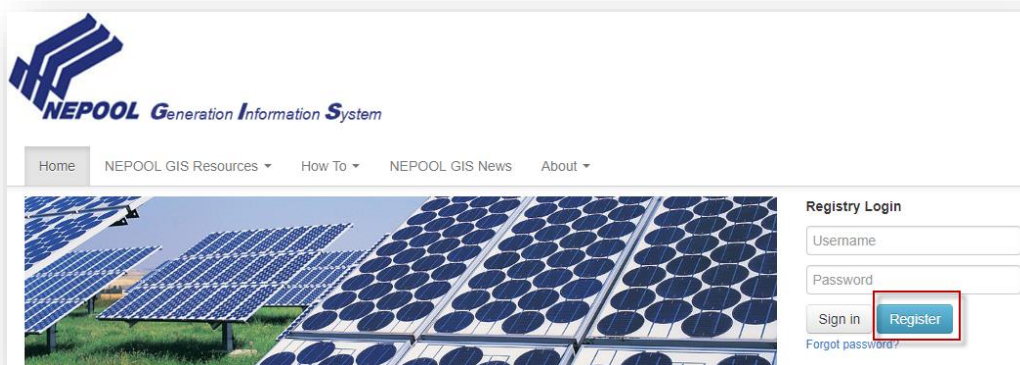 NEPOOL Generation Information System
Home NEPOOL GIS Resources How To NEPOOL GIS News About
Registry Login
Username
Password
Sign in Register
Forgot password?